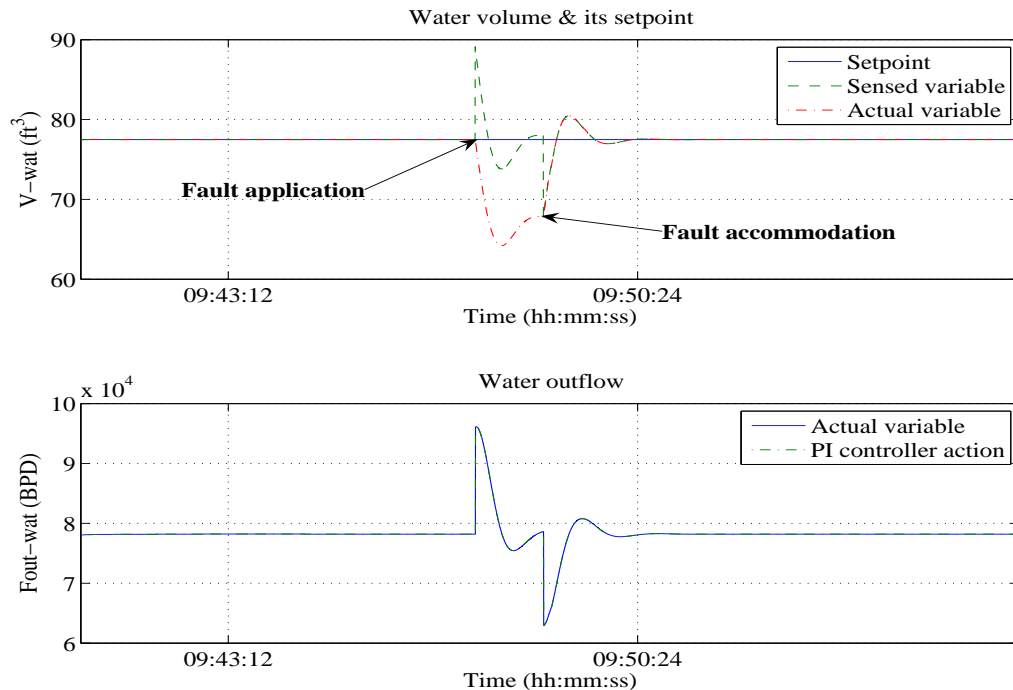 Water volume & its setpoint
90
80
70
60
V-wat (ft³)
Setpoint
Sensed variable
Actual variable
Fault application
Fault accommodation
09:43:12
09:50:24
Time (hh:mm:ss)
x 10⁴
Water outflow
10
9
8
7
6
Fout-wat (BPD)
Actual variable
PI controller action
09:43:12
09:50:24
Time (hh:mm:ss)